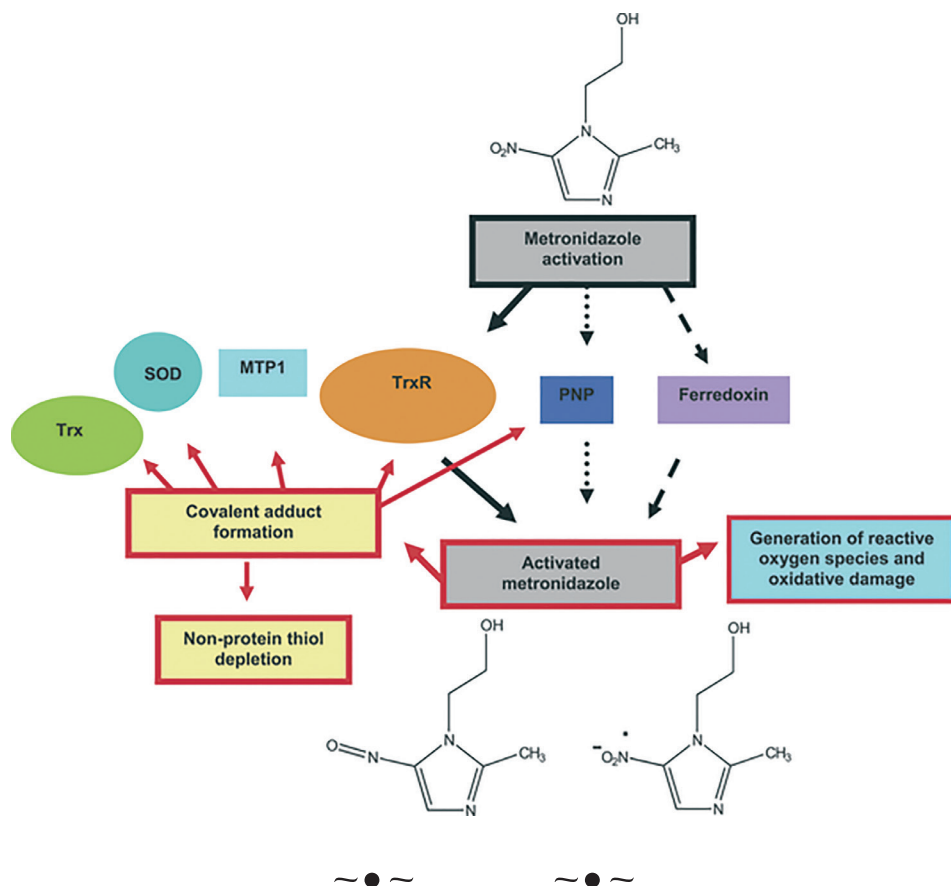 OH
N
O₂N
CH₃
N
Metronidazole
activation
SOD
MTP1
TrxR
PNP
Ferredoxin
Trx
Covalent adduct
formation
Activated
metronidazole
Generation of reactive
oxygen species and
oxidative damage
Non-protein thiol
depletion
OH
O
N
N
CH₃
N
OH
N
⁻O₂N
CH₃
N
~•~ ~•~